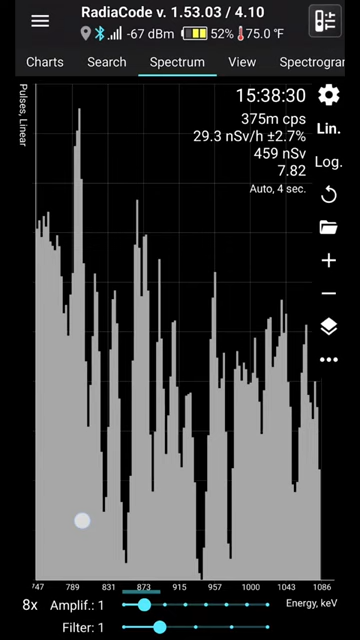 RadiaCode v. 1.53.03 / 4.10
-67 dBm 52% 75.0 °F
Charts Search Spectrum View Spectrogram
Pulses, Linear
15:38:30
375m cps
29.3 nSv/h ±2.7%
459 nSv
7.82
Auto, 4 sec.
Lin.
Log.
747 789 831 873 915 957 1000 1043 1086
8x Amplif.: 1 Energy, keV
Filter: 1